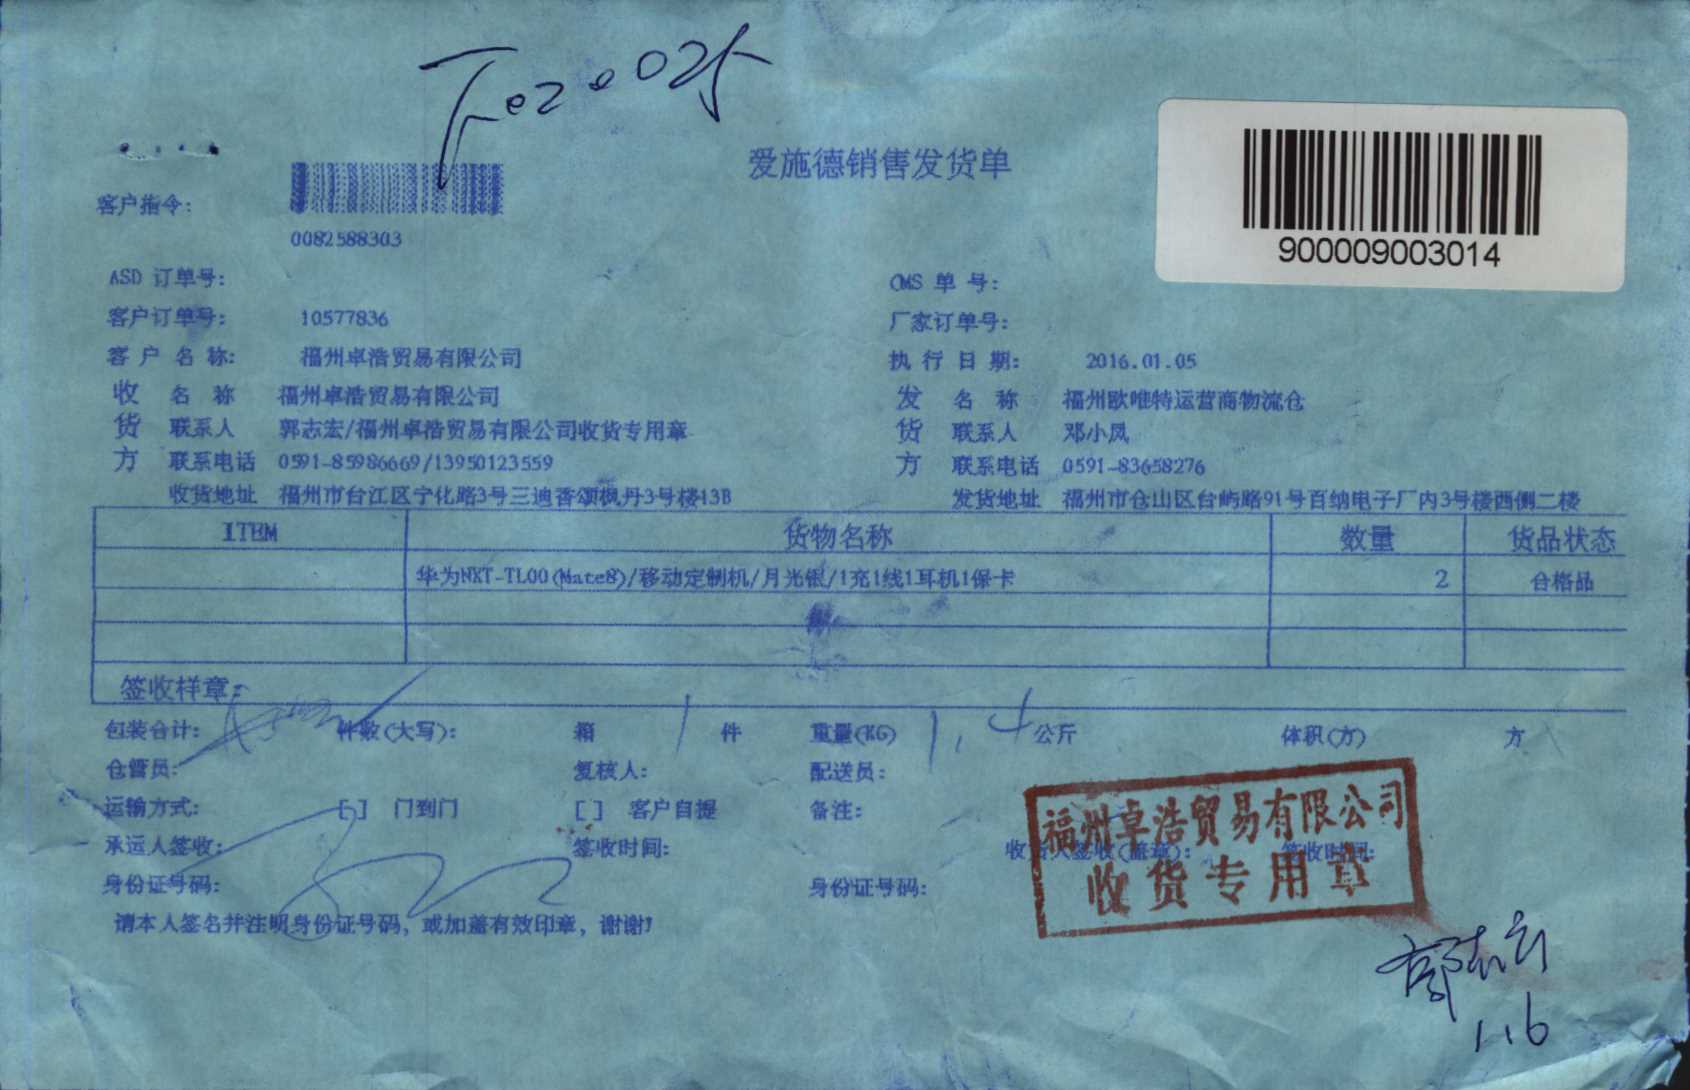 爱施德销售发货单
900009003014
客户指令:
0082588303
ASD 订单号:
OMS 单 号:
客户订单号: 10577836
厂家订单号:
客 户 名 称: 福州卓浩贸易有限公司
执 行 日 期: 2016.01.05
收 名 称 福州卓浩贸易有限公司
发 名 称 福州欧唯特运营商物流仓
货 联系人 郭志宏/福州卓浩贸易有限公司收货专用章
货 联系人 邓小凤
方 联系电话 0591-85986669/13950123559
方 联系电话 0591-83658276
收货地址 福州市台江区宁化路3号三迪香颂枫丹3号楼13B
发货地址 福州市仓山区台屿路91号百纳电子厂内3号楼西侧二楼
ITEM 货物名称 数量 货品状态
华为NXT-TL00(Mate8)/移动定制机/月光银/1充1线1耳机1保卡 2 合格品
签收样章:
包装合计: 件数(大写): 箱 1 件 重量(KG) 1.4 公斤 体积(方) 方
仓管员: 复核人: 配送员:
运输方式: [ ] 门到门 [ ] 客户自提 备注:
承运人签收: 签收时间: 收货人签收(盖章): 签收时间:
身份证号码: 身份证号码:
请本人签名并注明身份证号码, 或加盖有效印章, 谢谢!
福州卓浩贸易有限公司
收货专用章
郭志宏
1.6